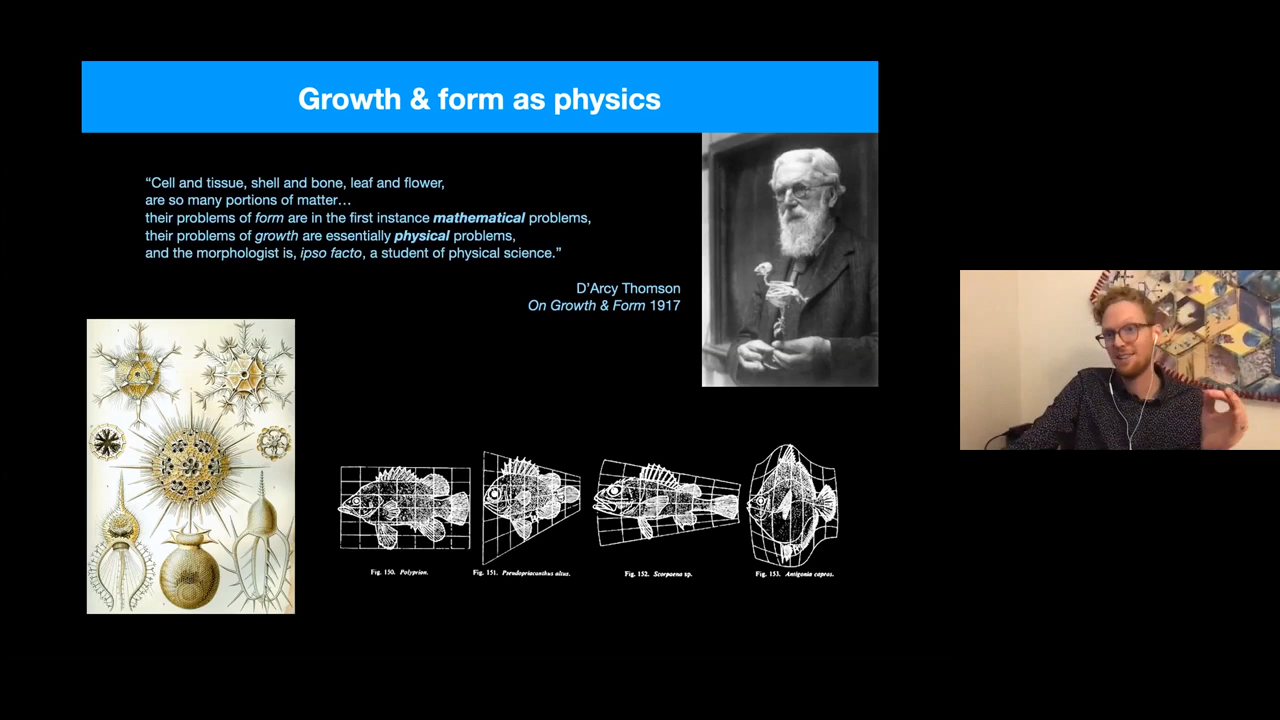 Growth & form as physics
“Cell and tissue, shell and bone, leaf and flower,
are so many portions of matter…
their problems of form are in the first instance mathematical problems,
their problems of growth are essentially physical problems,
and the morphologist is, ipso facto, a student of physical science.”
D’Arcy Thomson
On Growth & Form 1917
Fig. 150. Polyprion.
Fig. 151. Pseudopriacanthus altus.
Fig. 152. Scorpaena sp.
Fig. 153. Antigonia capros.